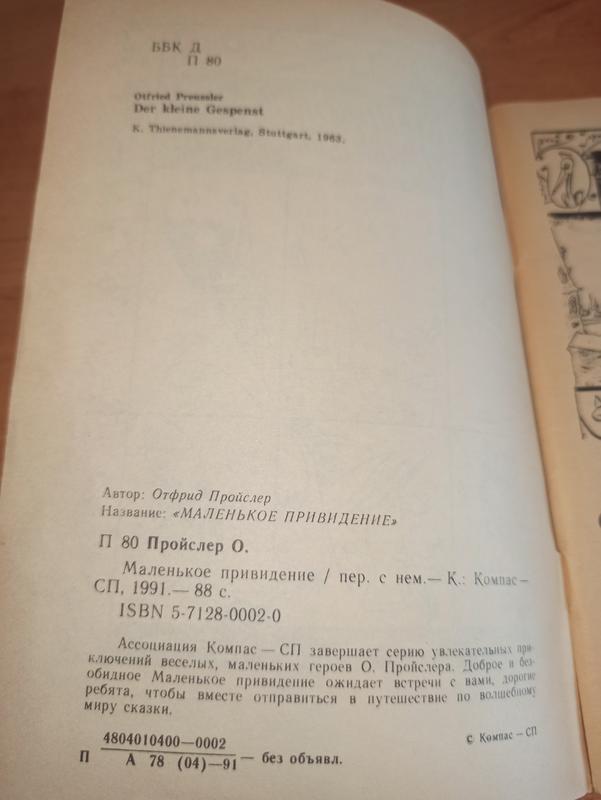 ББК Д
П 80
Otfried Preussler
Der kleine Gespenst
K. Thienemannsverlag, Stuttgart, 1963.
Автор: Отфрид Пройслер
Название: «МАЛЕНЬКОЕ ПРИВИДЕНИЕ»
П 80 Пройслер О.
Маленькое привидение / пер. с нем.— К.: Компас—
СП, 1991.— 88 с.
ISBN 5-7128-0002-0
Ассоциация Компас—СП завершает серию увлекательных при-
ключений веселых, маленьких героев О. Пройслера. Доброе и без-
обидное Маленькое привидение ожидает встречи с вами, дорогие
ребята, чтобы вместе отправиться в путешествие по волшебному
миру сказки.
4804010400—0002
П А 78 (04)—91 — без объявл.
© Компас—СП